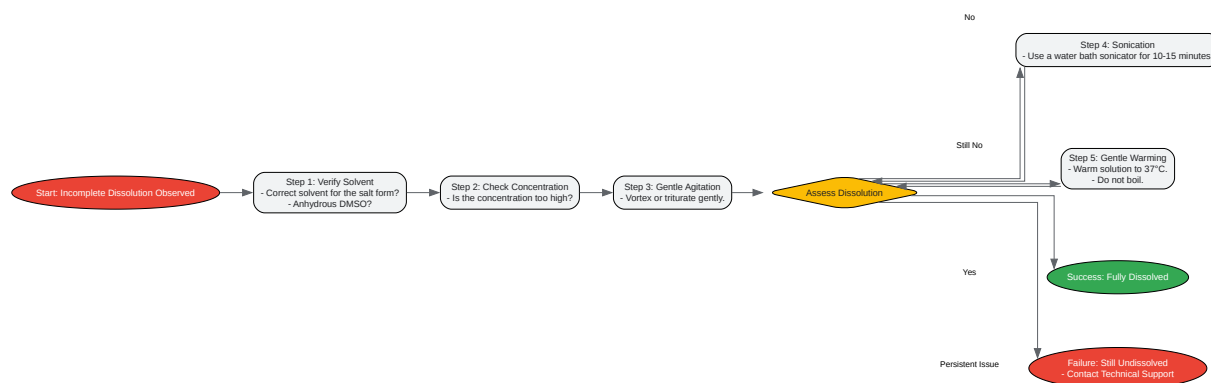 No
Step 4: Sonication
- Use a water bath sonicator for 10-15 minutes
Still No
Step 5: Gentle Warming
- Warm solution to 37°C.
- Do not boil.
Start: Incomplete Dissolution Observed
Step 1: Verify Solvent
- Correct solvent for the salt form?
- Anhydrous DMSO?
Step 2: Check Concentration
- Is the concentration too high?
Step 3: Gentle Agitation
- Vortex or triturate gently.
Assess Dissolution
Yes
Success: Fully Dissolved
Persistent Issue
Failure: Still Undissolved
- Contact Technical Support